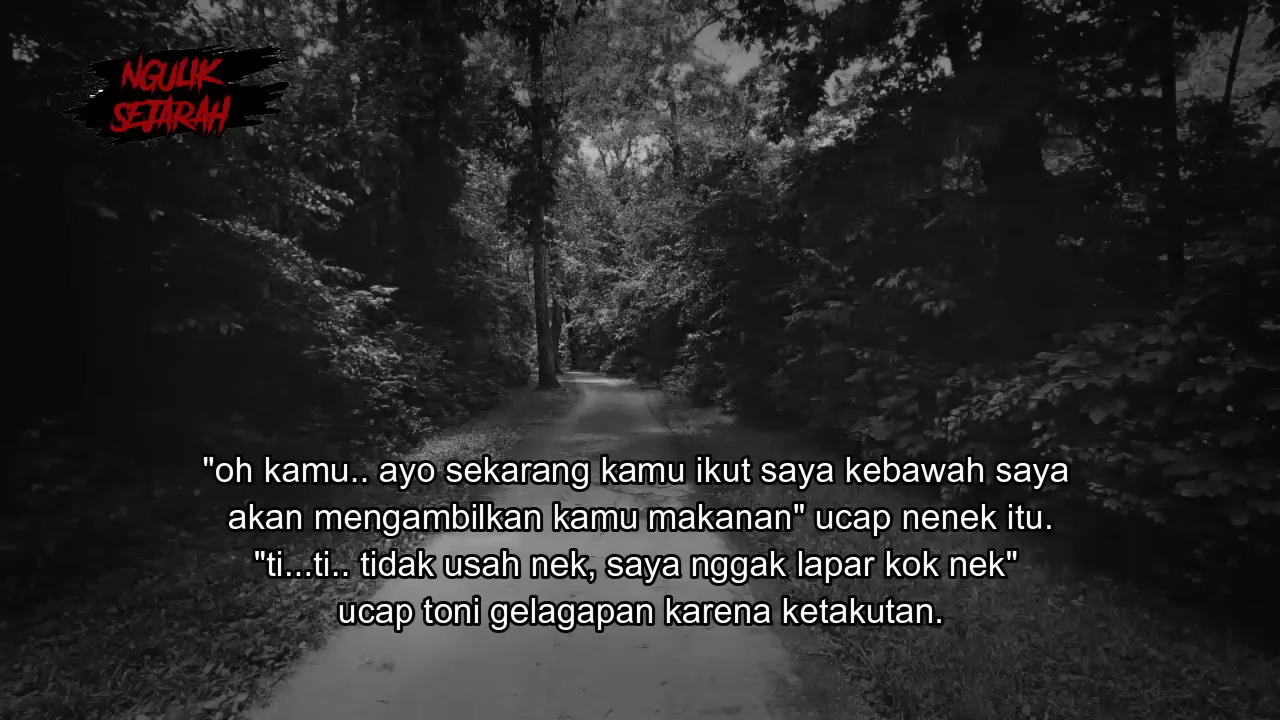 NGULIK
SEJARAH
"oh kamu.. ayo sekarang kamu ikut saya kebawah saya
akan mengambilkan kamu makanan" ucap nenek itu.
"ti...ti.. tidak usah nek, saya nggak lapar kok nek"
ucap toni gelagapan karena ketakutan.